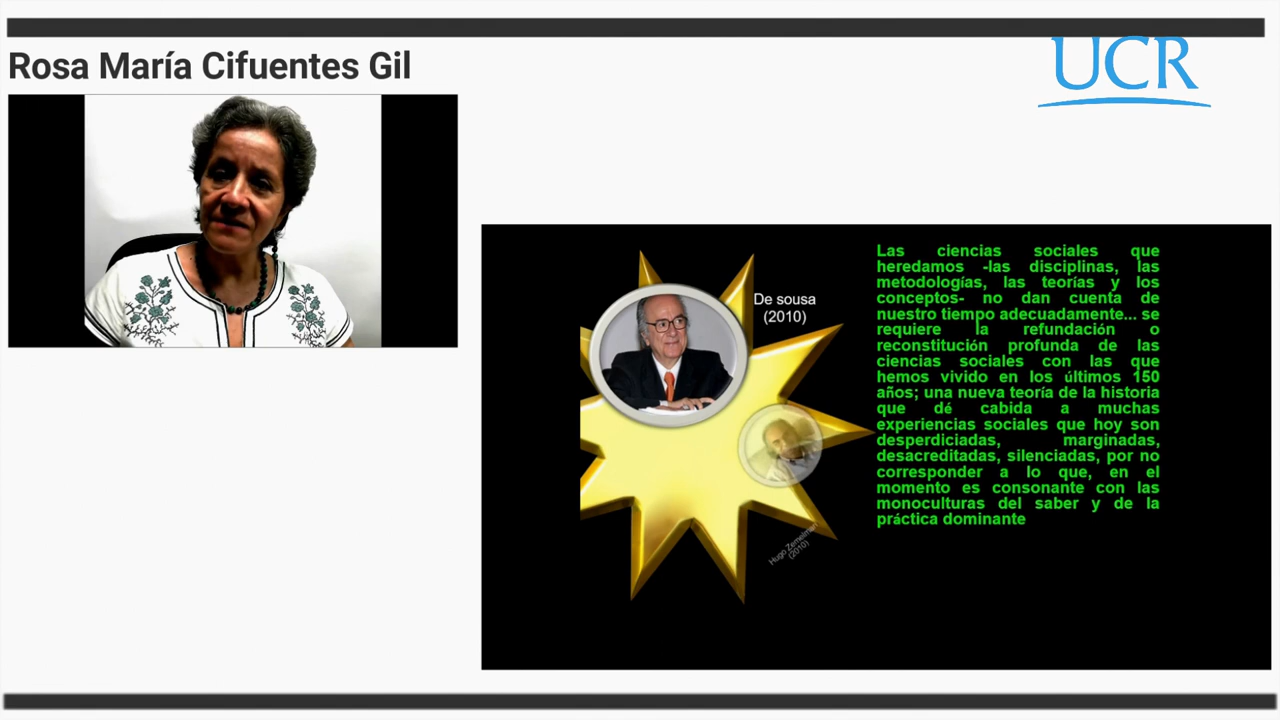 Rosa María Cifuentes Gil
UCR
De sousa
(2010)
Las ciencias sociales que
heredamos -las disciplinas, las
metodologías, las teorías y los
conceptos- no dan cuenta de
nuestro tiempo adecuadamente... se
requiere la refundación o
reconstitución profunda de las
ciencias sociales con las que
hemos vivido en los últimos 150
años; una nueva teoría de la historia
que dé cabida a muchas
experiencias sociales que hoy son
desperdiciadas, marginadas,
desacreditadas, silenciadas, por no
corresponder a lo que, en el
momento es consonante con las
monoculturas del saber y de la
práctica dominante
Hugo Zemelman
(2010)